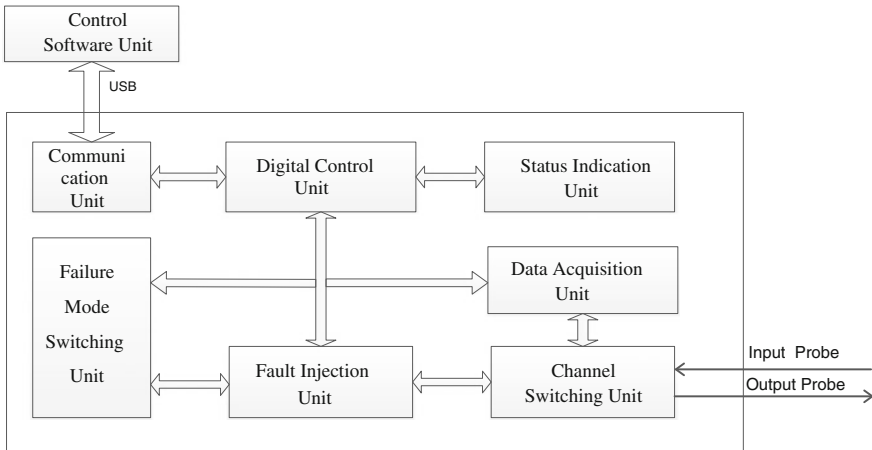 Control
Software Unit
USB
Communi
cation
Unit
Digital Control
Unit
Status Indication
Unit
Failure
Mode
Switching
Unit
Data Acquisition
Unit
Fault Injection
Unit
Channel
Switching Unit
Input Probe
Output Probe